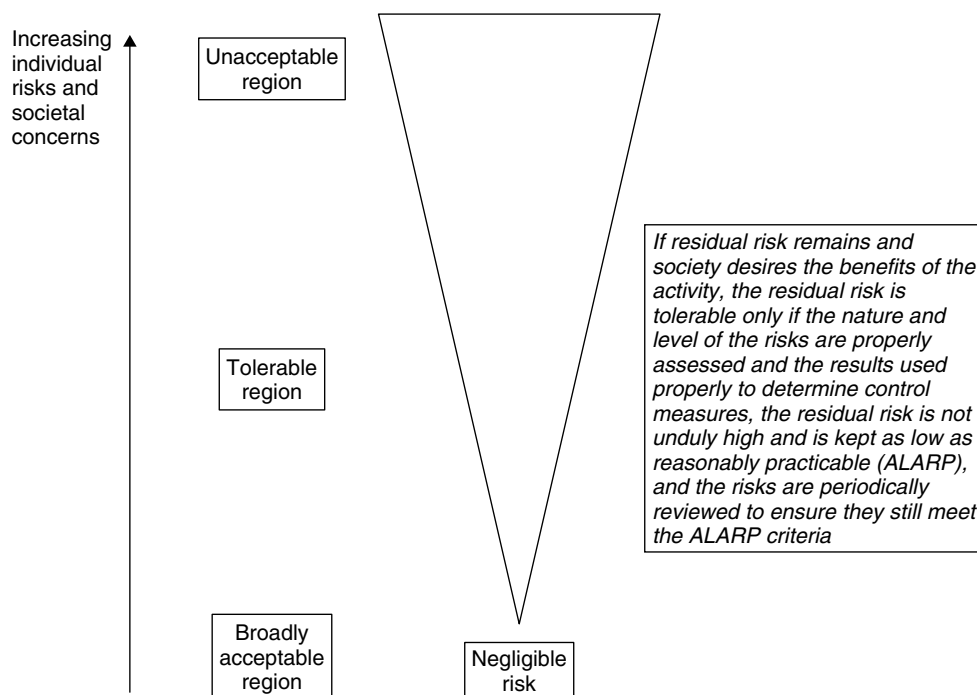 Increasing
individual
risks and
societal
concerns
Unacceptable
region
If residual risk remains and
society desires the benefits of the
activity, the residual risk is
tolerable only if the nature and
level of the risks are properly
assessed and the results used
properly to determine control
measures, the residual risk is not
unduly high and is kept as low as
reasonably practicable (ALARP),
and the risks are periodically
reviewed to ensure they still meet
the ALARP criteria
Tolerable
region
Broadly
acceptable
region
Negligible
risk